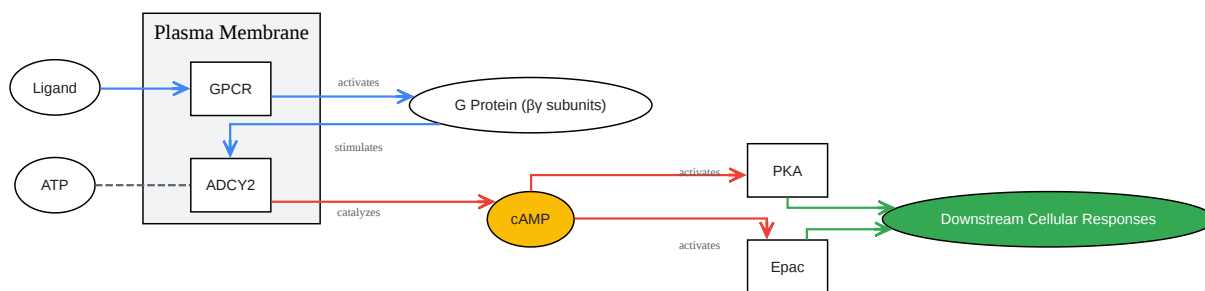 Plasma Membrane
Ligand
GPCR
activates
G Protein (βγ subunits)
stimulates
ATP
ADCY2
catalyzes
cAMP
activates
PKA
activates
Epac
Downstream Cellular Responses